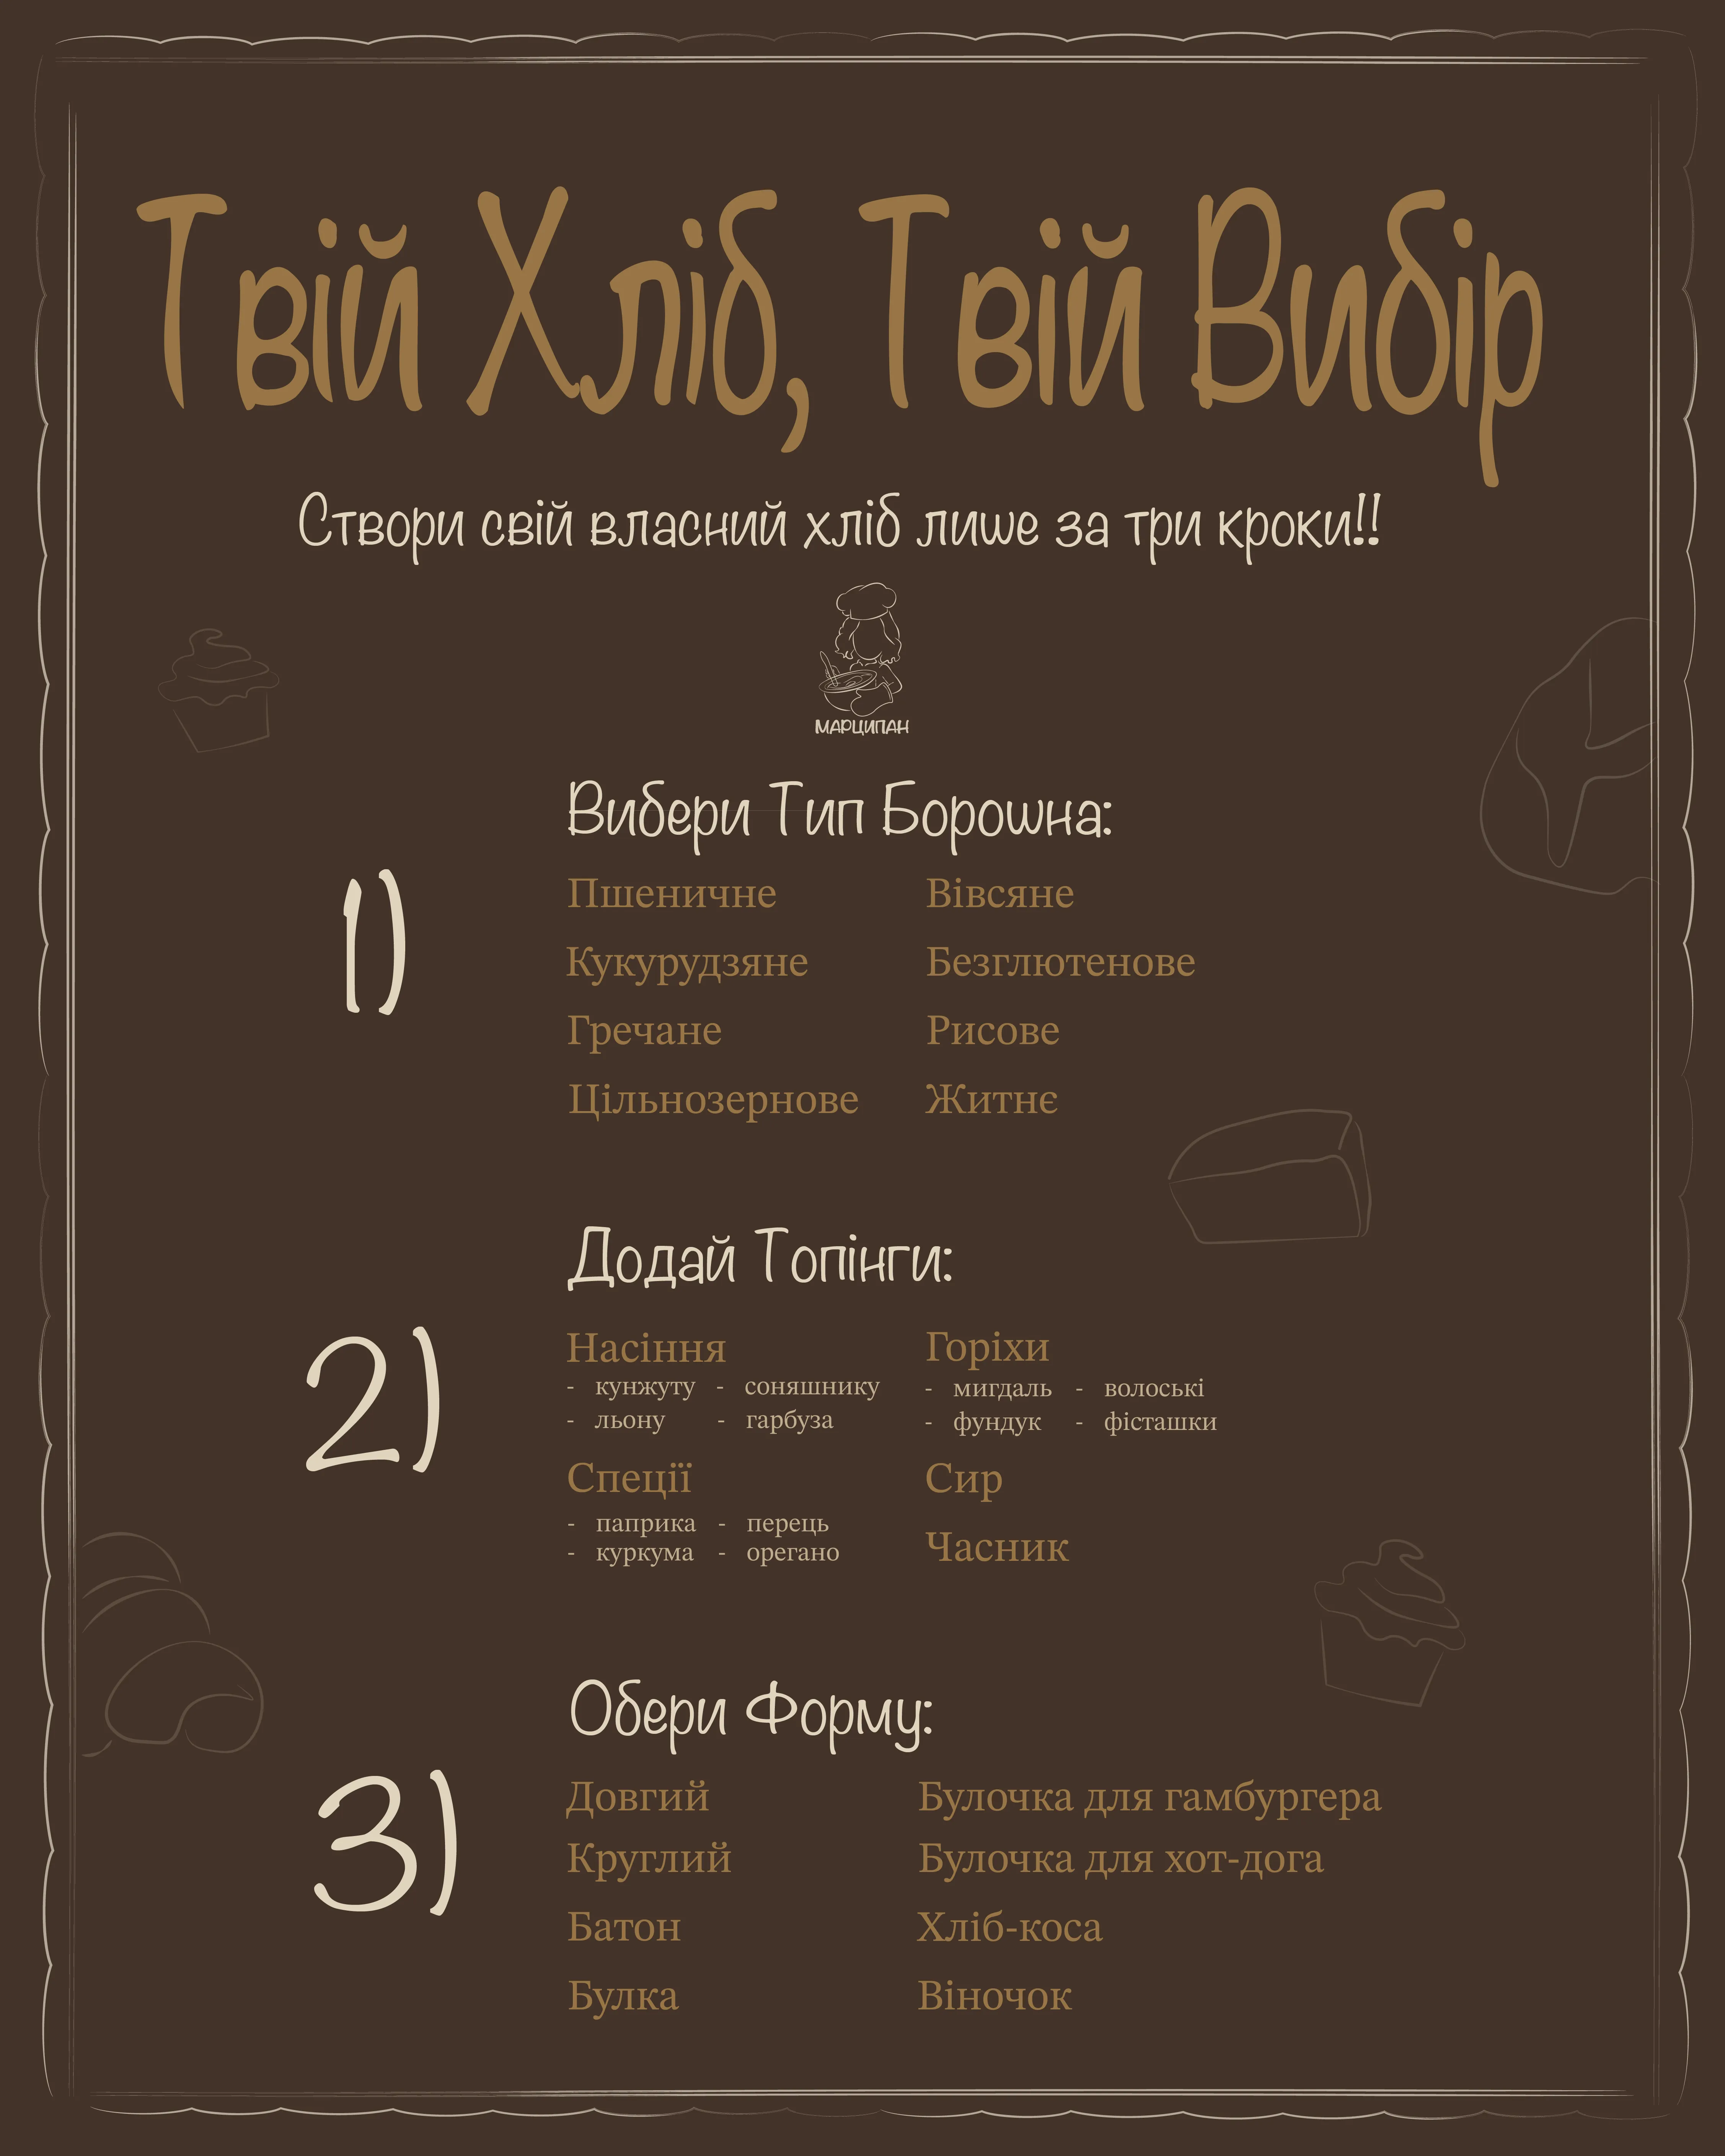 Твій Хліб, Твій Вибір
Створи свій власний хліб лише за три кроки!!
МАРЦИПАН
Вибери Тип Борошна:
1)
Пшеничне Вівсяне
Кукурудзяне Безглютенове
Гречане Рисове
Цільнозернове Житнє
Додай Топінги:
2)
Насіння Горіхи
- кунжуту - соняшнику - мигдаль - волоські
- льону - гарбуза - фундук - фісташки
Спеції Сир
- паприка - перець
- куркума - орегано
Часник
Обери Форму:
3)
Довгий Булочка для гамбургера
Круглий Булочка для хот-дога
Батон Хліб-коса
Булка Віночок